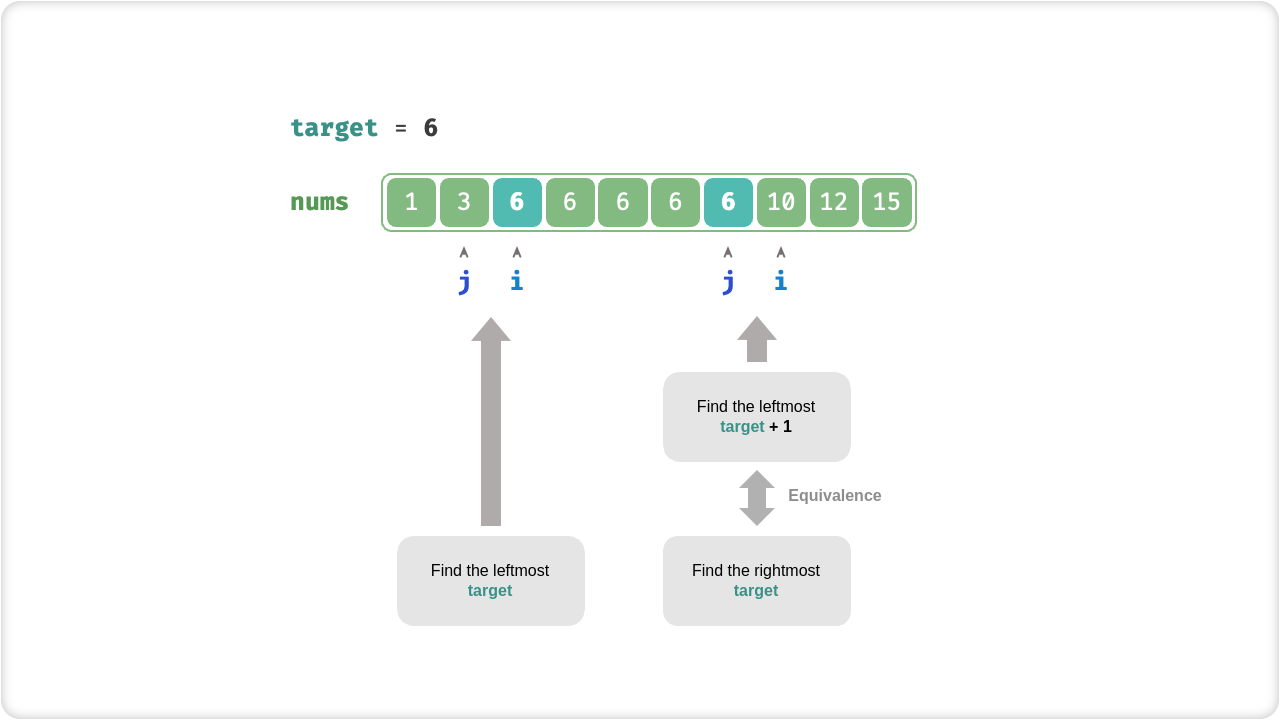 target = 6
nums 1 3 6 6 6 6 6 10 12 15
j i j i
Find the leftmost
target + 1
Equivalence
Find the leftmost
target
Find the rightmost
target